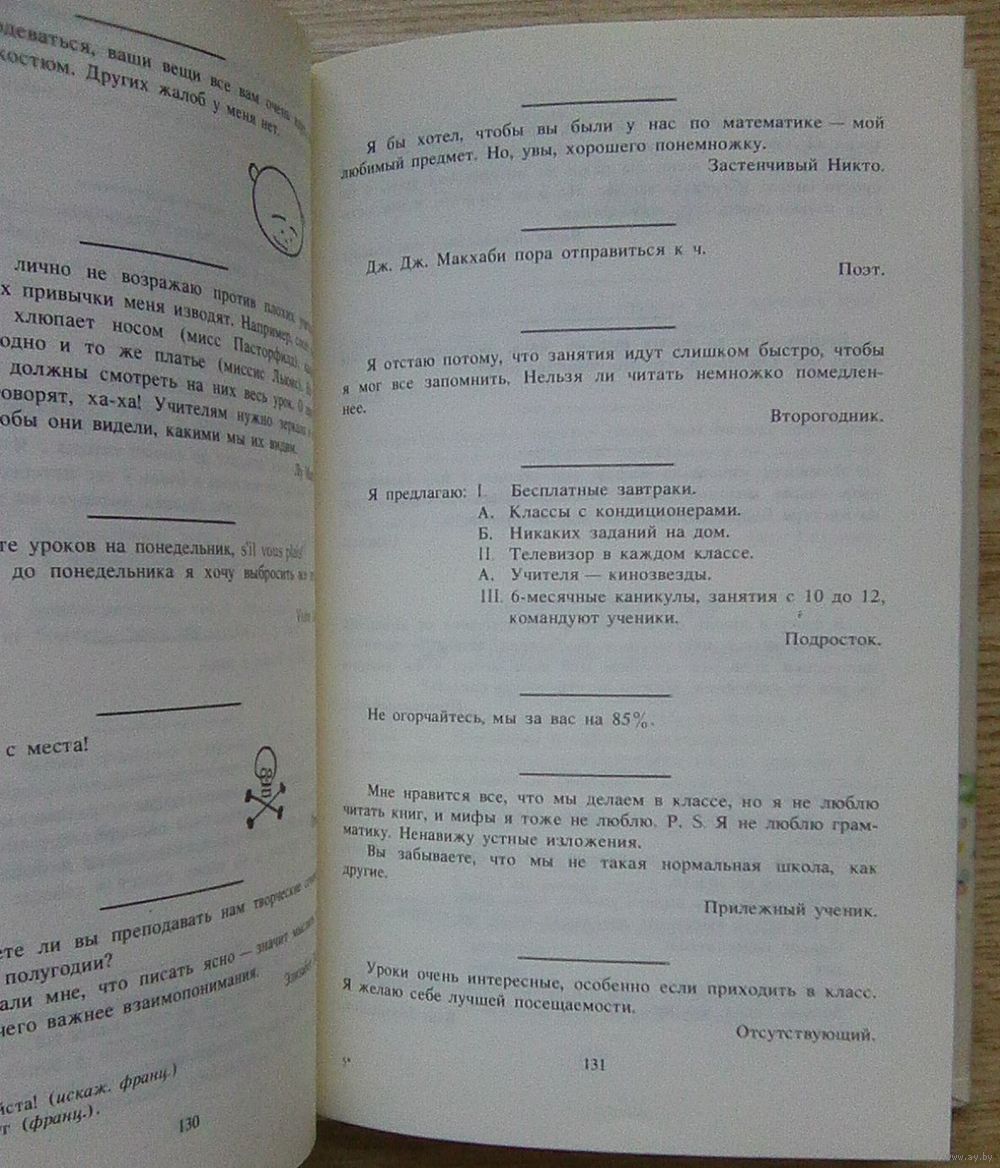 одеваться, ваши вещи все вам очень
костюм. Других жалоб у меня нет.
лично не возражаю против плохих
х привычки меня изводят. Например,
хлюпает носом (мисс Пасторфилд),
одно и то же платье (миссис Льюис).
должны смотреть на них весь урок. О
говорят, ха-ха! Учителям нужно зеркало
обы они видели, какими мы их видим.
те уроков на понедельник, s'il vous plaît
до понедельника я хочу выбросить все
с места!
ете ли вы преподавать нам творческие
полугодии?
али мне, что писать ясно — значит мыслить
чего важнее взаимопонимания.
йста! (искаж. франц.)
т (франц.).
130
Я бы хотел, чтобы вы были у нас по математике — мой
любимый предмет. Но, увы, хорошего понемножку.
Застенчивый Никто.
Дж. Дж. Макхаби пора отправиться к ч.
Поэт.
Я отстаю потому, что занятия идут слишком быстро, чтобы
я мог все запомнить. Нельзя ли читать немножко помедлен-
нее.
Второгодник.
Я предлагаю: I. Бесплатные завтраки.
А. Классы с кондиционерами.
Б. Никаких заданий на дом.
II. Телевизор в каждом классе.
А. Учителя — кинозвезды.
III. 6-месячные каникулы, занятия с 10 до 12,
командуют ученики.
Подросток.
Не огорчайтесь, мы за вас на 85%.
Мне нравится все, что мы делаем в классе, но я не люблю
читать книг, и мифы я тоже не люблю. P. S. Я не люблю грам-
матику. Ненавижу устные изложения.
Вы забываете, что мы не такая нормальная школа, как
другие.
Прилежный ученик.
Уроки очень интересные, особенно если приходить в класс.
Я желаю себе лучшей посещаемости.
Отсутствующий.
5*
131
www.ay.by